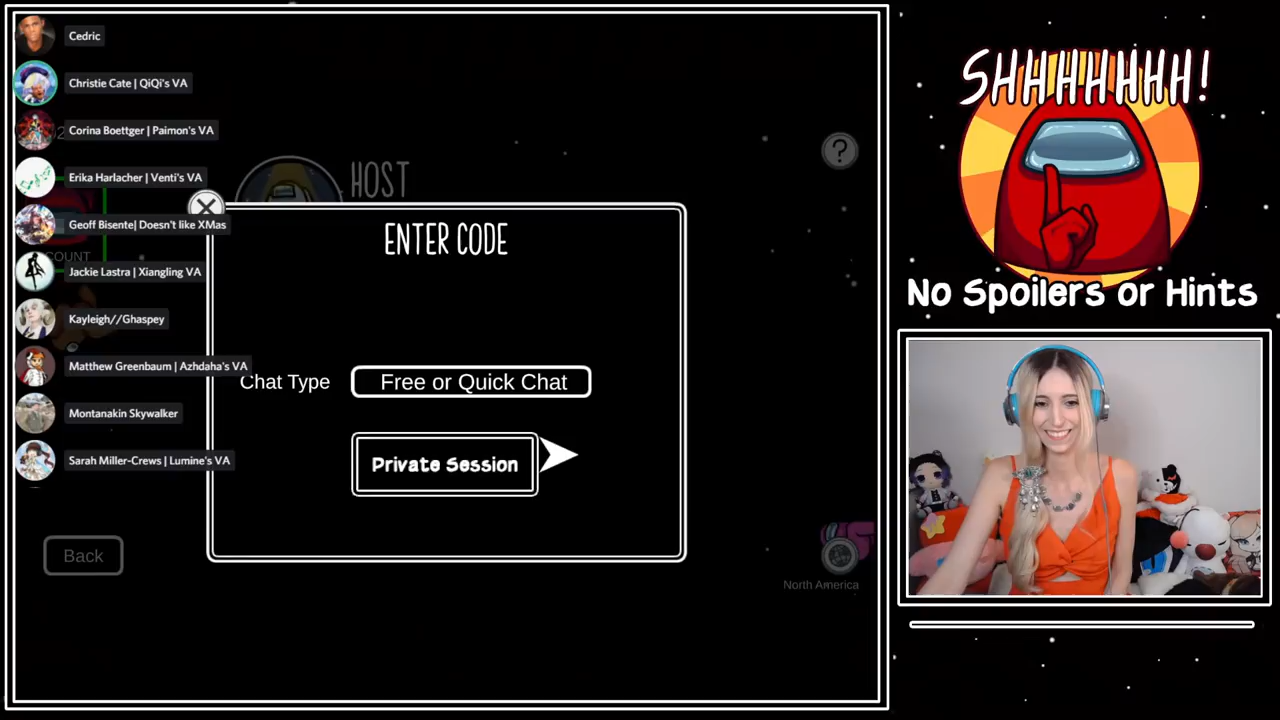 Cedric
Christie Cate | QiQi's VA
Corina Boettger | Paimon's VA
Erika Harlacher | Venti's VA
Geoff Bisente| Doesn't like XMas
OUNT
Jackie Lastra | Xiangling VA
Kayleigh//Ghaspey
Matthew Greenbaum | Azhdaha's VA
Montanakin Skywalker
Sarah Miller-Crews | Lumine's VA
HOST
?
ENTER CODE
Chat Type
Free or Quick Chat
Private Session
Back
North America
SHHHHHHH!
No Spoilers or Hints